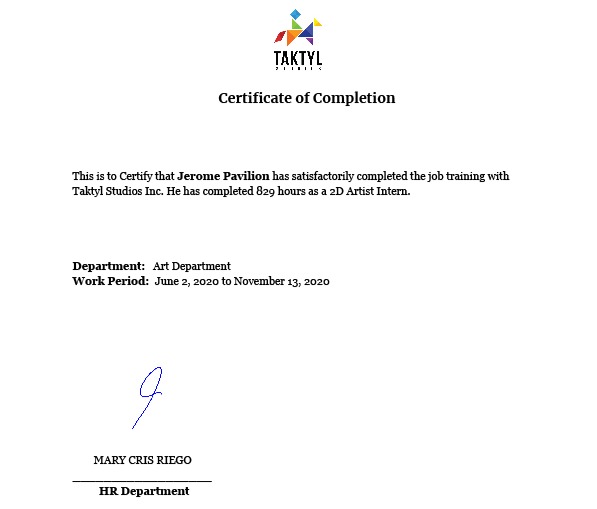 TAKTYL
STUDIOS
Certificate of Completion
This is to Certify that Jerome Pavilion has satisfactorily completed the job training with
Taktyl Studios Inc. He has completed 829 hours as a 2D Artist Intern.
Department: Art Department
Work Period: June 2, 2020 to November 13, 2020
MARY CRIS RIEGO
HR Department